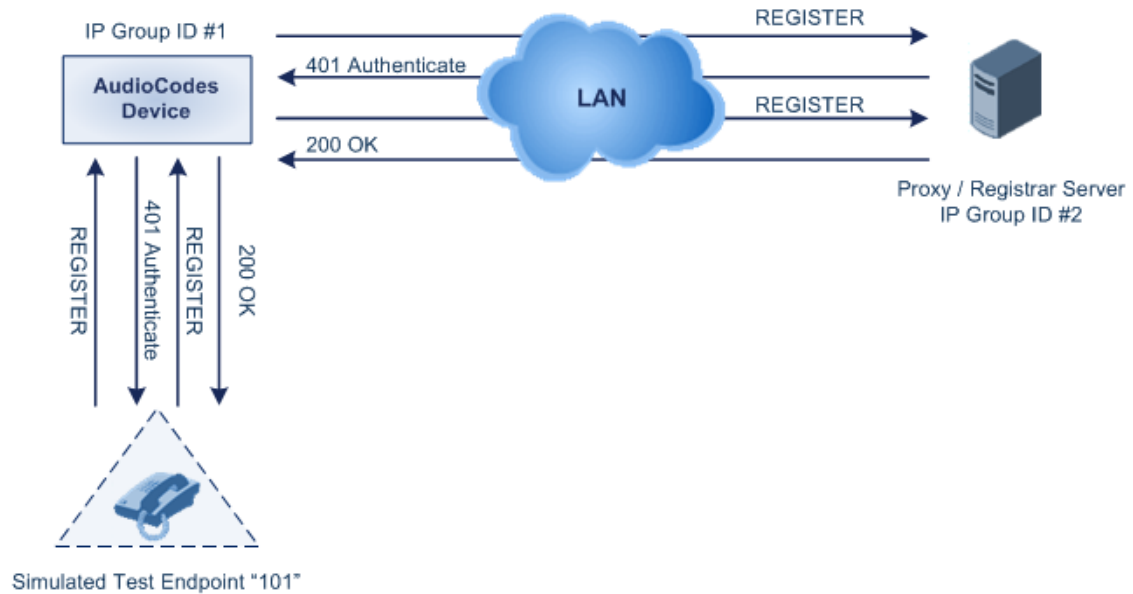 IP Group ID #1
REGISTER
AudioCodes
Device
401 Authenticate
LAN
REGISTER
200 OK
Proxy / Registrar Server
IP Group ID #2
REGISTER
401 Authenticate
REGISTER
200 OK
Simulated Test Endpoint “101”